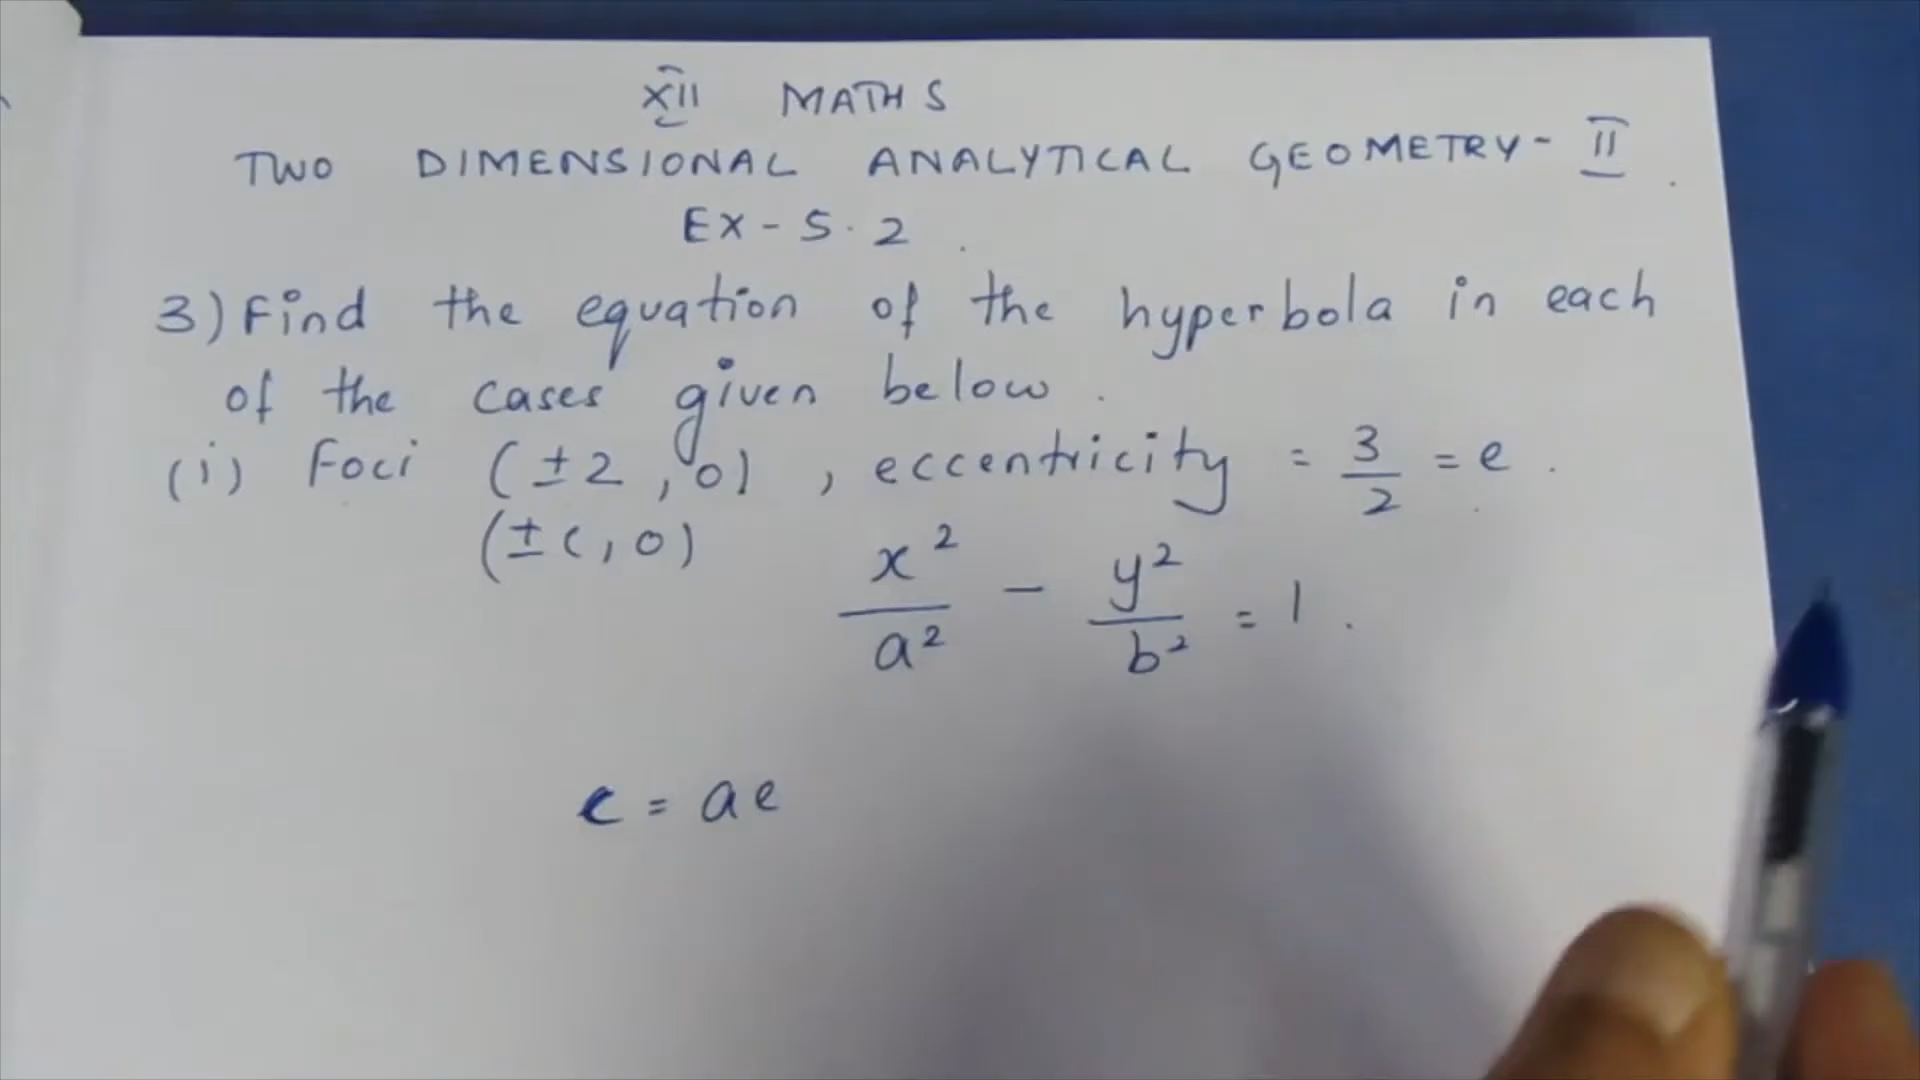 XII MATHS
TWO DIMENSIONAL ANALYTICAL GEOMETRY - II.
EX - 5.2.
3) Find the equation of the hyperbola in each
of the cases given below.
(i) Foci (±2, 0), eccentricity = 3/2 = e.
(±c, 0)
x²/a² - y²/b² = 1.
c = ae